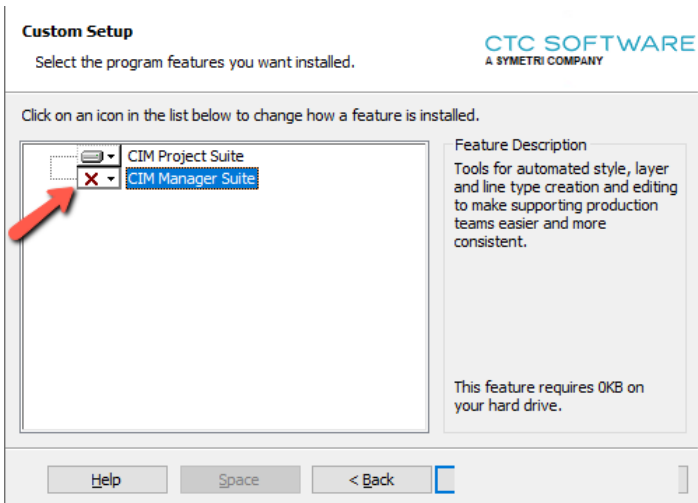 Custom Setup
Select the program features you want installed.
CTC SOFTWARE
A SYMETRI COMPANY
Click on an icon in the list below to change how a feature is installed.
CIM Project Suite
CIM Manager Suite
Feature Description
Tools for automated style, layer
and line type creation and editing
to make supporting production
teams easier and more
consistent.
This feature requires 0KB on
your hard drive.
Help
Space
< Back